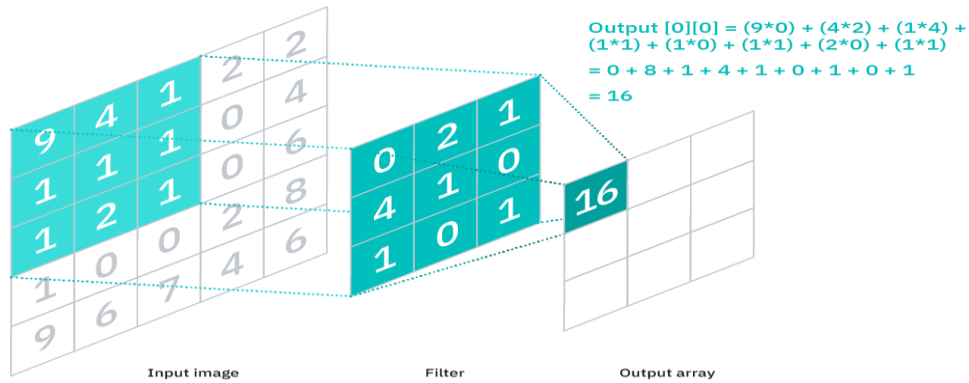 Output [0][0] = (9*0) + (4*2) + (1*4) +
(1*1) + (1*0) + (1*1) + (2*0) + (1*1)
= 0 + 8 + 1 + 4 + 1 + 0 + 1 + 0 + 1
= 16
9 4 1 2 2
1 1 1 0 4
1 2 1 0 6
1 0 0 2 8
9 6 7 4 6
0 2 1
4 1 0
1 0 1
16
Input image
Filter
Output array